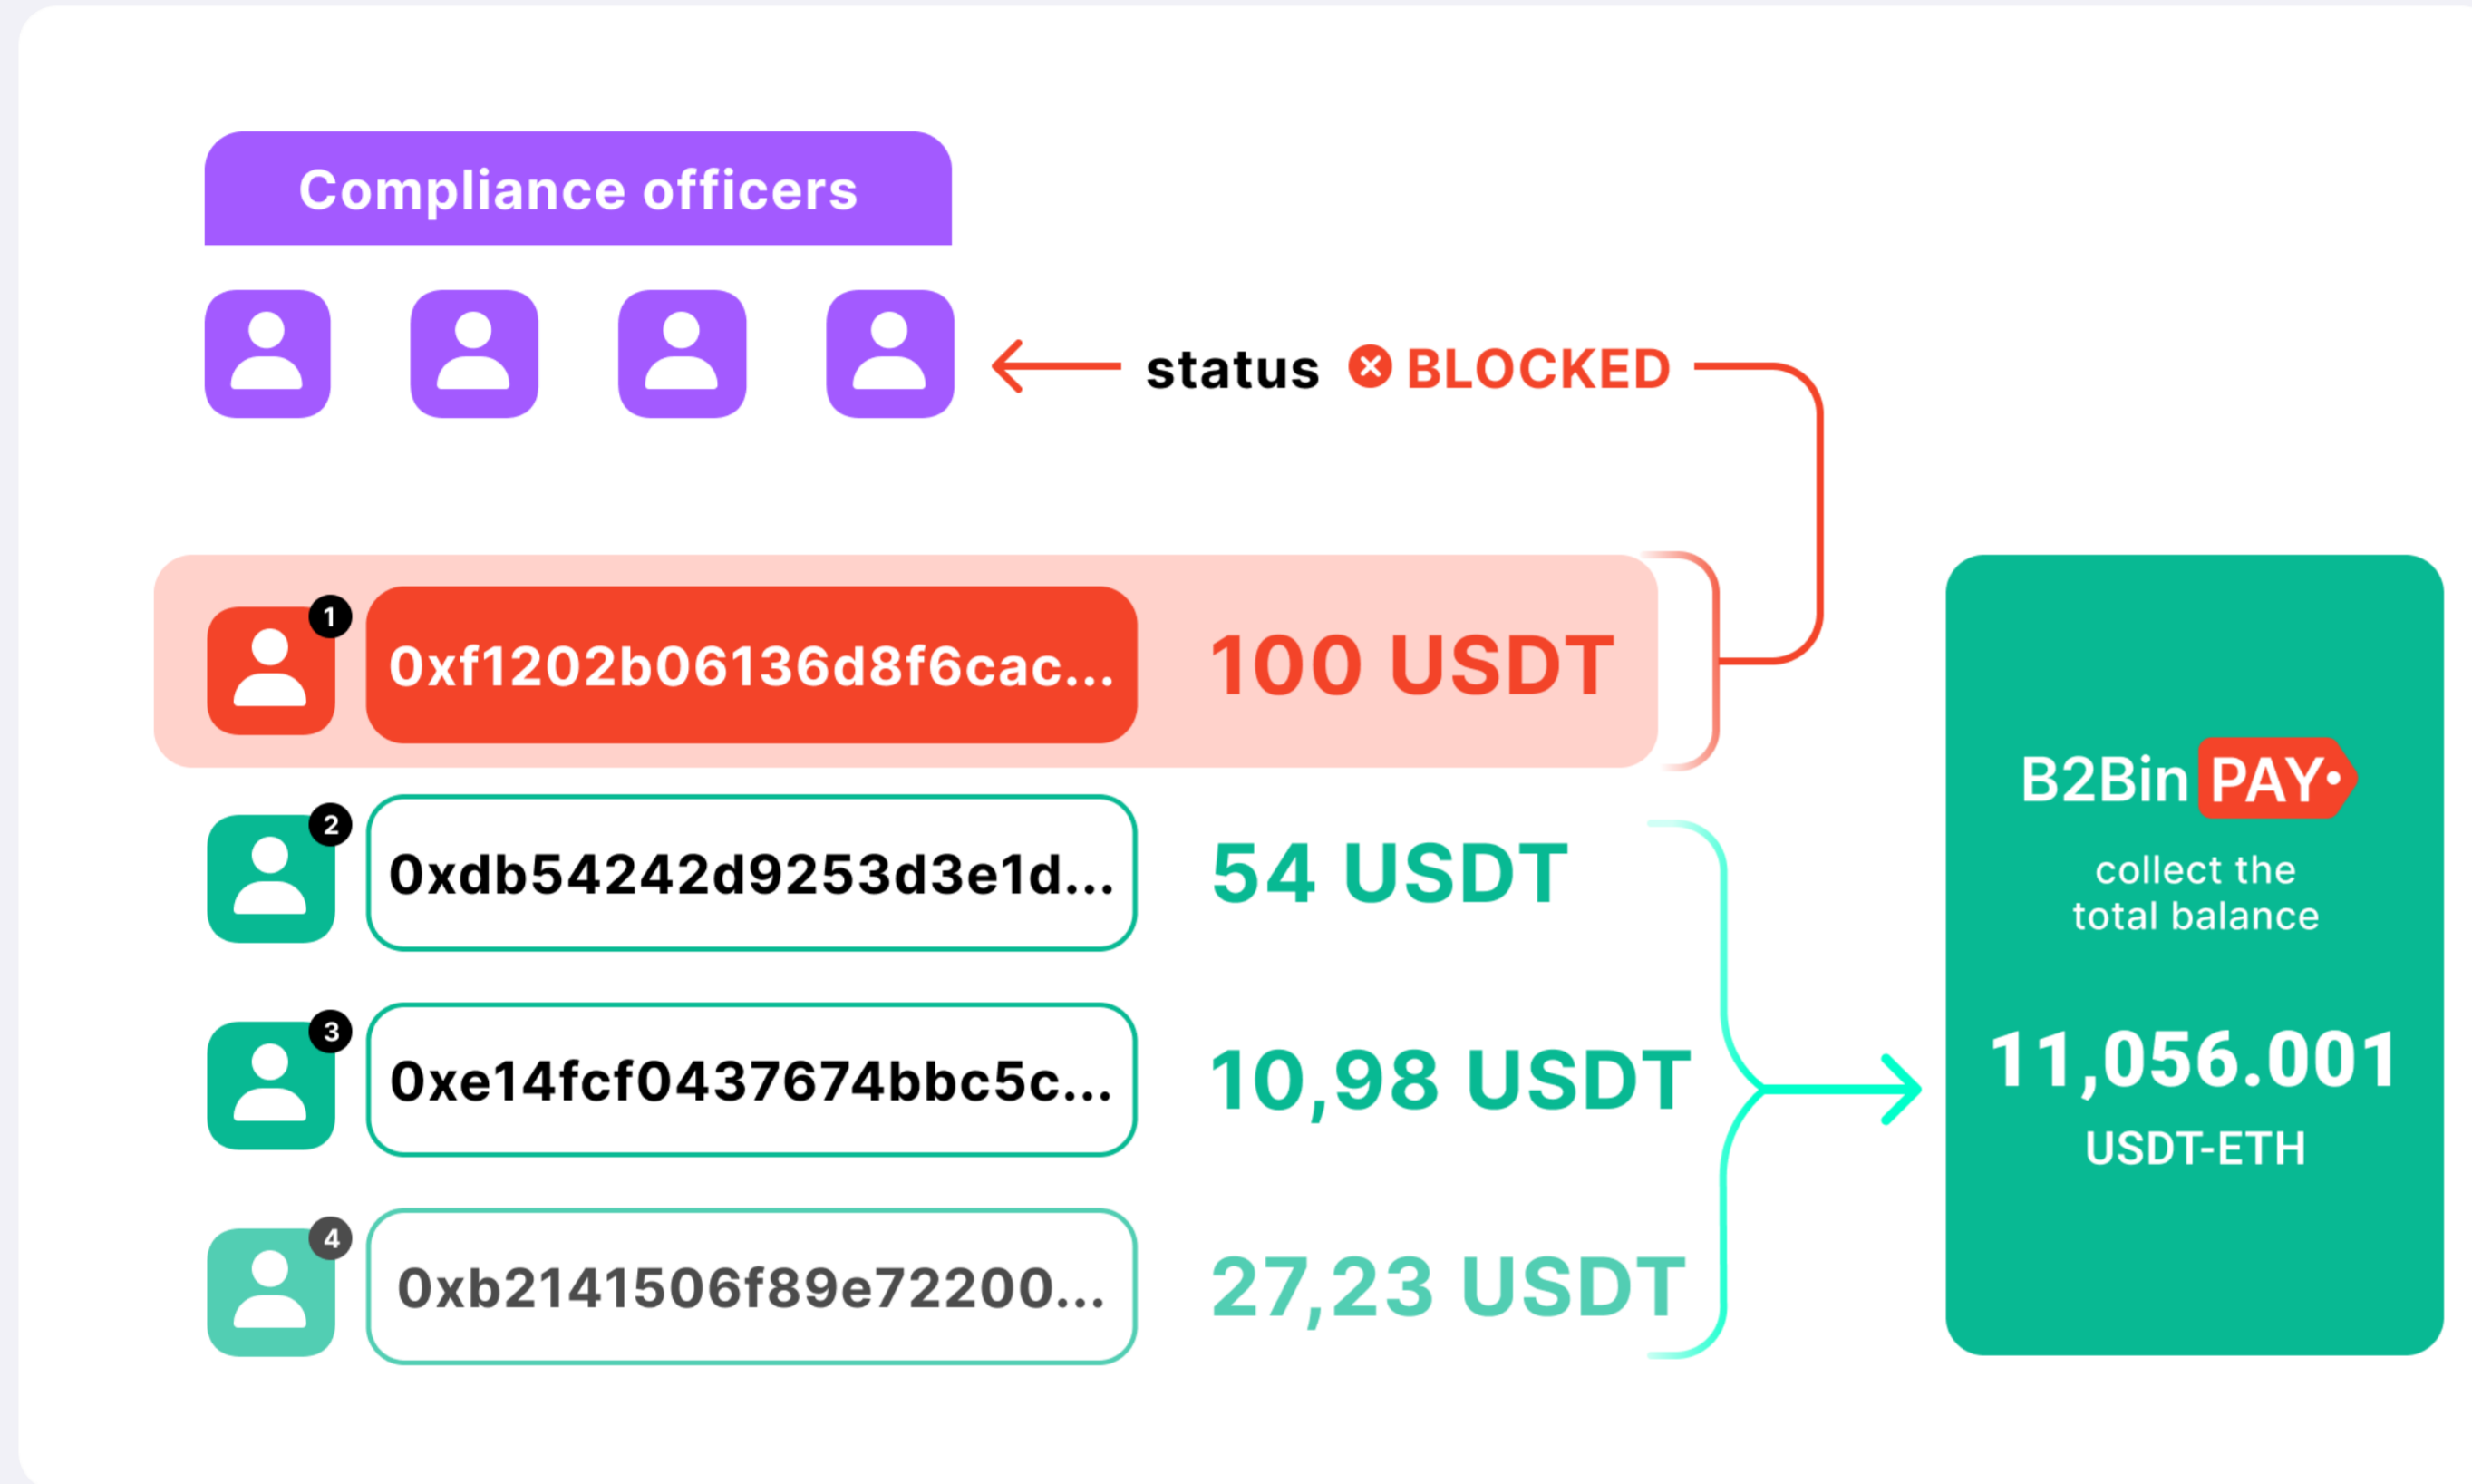 Compliance officers
status BLOCKED
1
0xf1202b06136d8f6cac...
100 USDT
2
0xdb54242d9253d3e1d...
54 USDT
3
0xe14fcf0437674bbc5c...
10,98 USDT
4
0xb2141506f89e72200...
27,23 USDT
B2Bin PAY
collect the
total balance
11,056.001
USDT-ETH